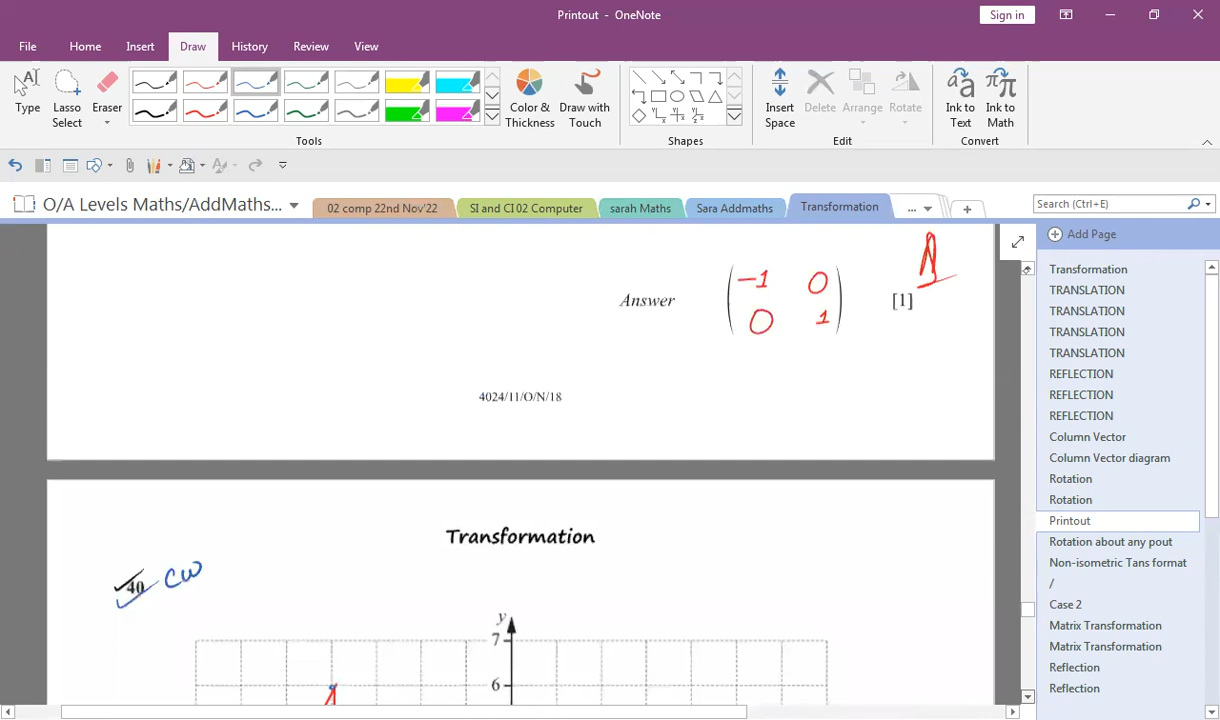 Printout - OneNote
Sign in
File Home Insert Draw History Review View
Type
Lasso Select
Eraser
Color & Thickness
Draw with Touch
Insert Space
Delete
Arrange
Rotate
Ink to Text
Ink to Math
Tools
Shapes
Edit
Convert
O/A Levels Maths/AddMaths...
02 comp 22nd Nov'22
SI and CI 02 Computer
sarah Maths
Sara Addmaths
Transformation
...
Search (Ctrl+E)
Add Page
Transformation
TRANSLATION
TRANSLATION
TRANSLATION
TRANSLATION
REFLECTION
REFLECTION
REFLECTION
Column Vector
Column Vector diagram
Rotation
Rotation
Printout
Rotation about any pout
Non-isometric Tans format
/
Case 2
Matrix Transformation
Matrix Transformation
Reflection
Reflection
-1 0
Answer [1]
0 1
4024/11/O/N/18
Transformation
40 CW
y
7
6